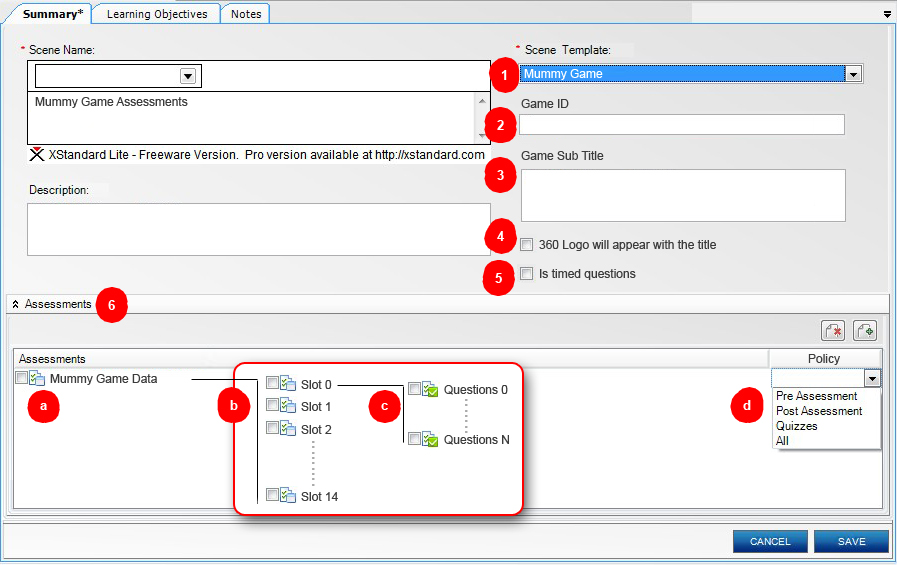 Summary* Learning Objectives Notes
* Scene Name:
Mummy Game Assessments
XStandard Lite - Freeware Version. Pro version available at http://xstandard.com
Description:
* Scene Template:
1 Mummy Game
Game ID
2
Game Sub Title
3
4 360 Logo will appear with the title
5 Is timed questions
Assessments 6
Assessments Policy
Mummy Game Data
a
b
Slot 0
Slot 1
Slot 2
Slot 14
c
Questions 0
Questions N
d
Pre Assessment
Post Assessment
Quizzes
All
CANCEL SAVE